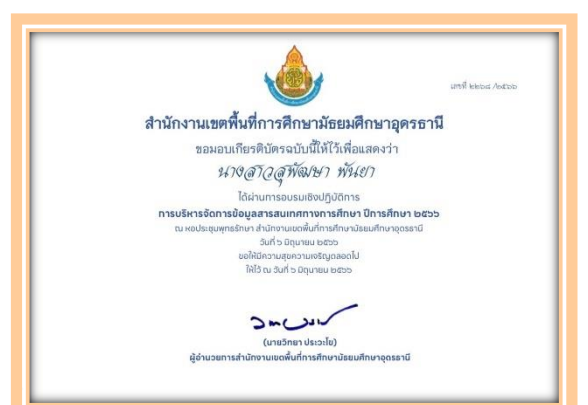 สำนักงานเขตพื้นที่การศึกษามัธยมศึกษาอุดรธานี
ขอมอบเกียรติบัตรฉบับนี้ให้ไว้เพื่อแสดงว่า
นางสาวสุพัฒษา พันยา
ได้ผ่านการอบรมเชิงปฏิบัติการ
การบริหารจัดการข้อมูลสารสนเทศทางการศึกษา ปีการศึกษา ๒๕๖๖
ณ หอประชุมพุทธรักษา สำนักงานเขตพื้นที่การศึกษามัธยมศึกษาอุดรธานี
วันที่ ๖ มิถุนายน ๒๕๖๖
ขอให้มีความสุขความเจริญตลอดไป
ให้ไว้ ณ วันที่ ๖ มิถุนายน ๒๕๖๖
(นายวิทยา ประวะโข)
ผู้อำนวยการสำนักงานเขตพื้นที่การศึกษามัธยมศึกษาอุดรธานี